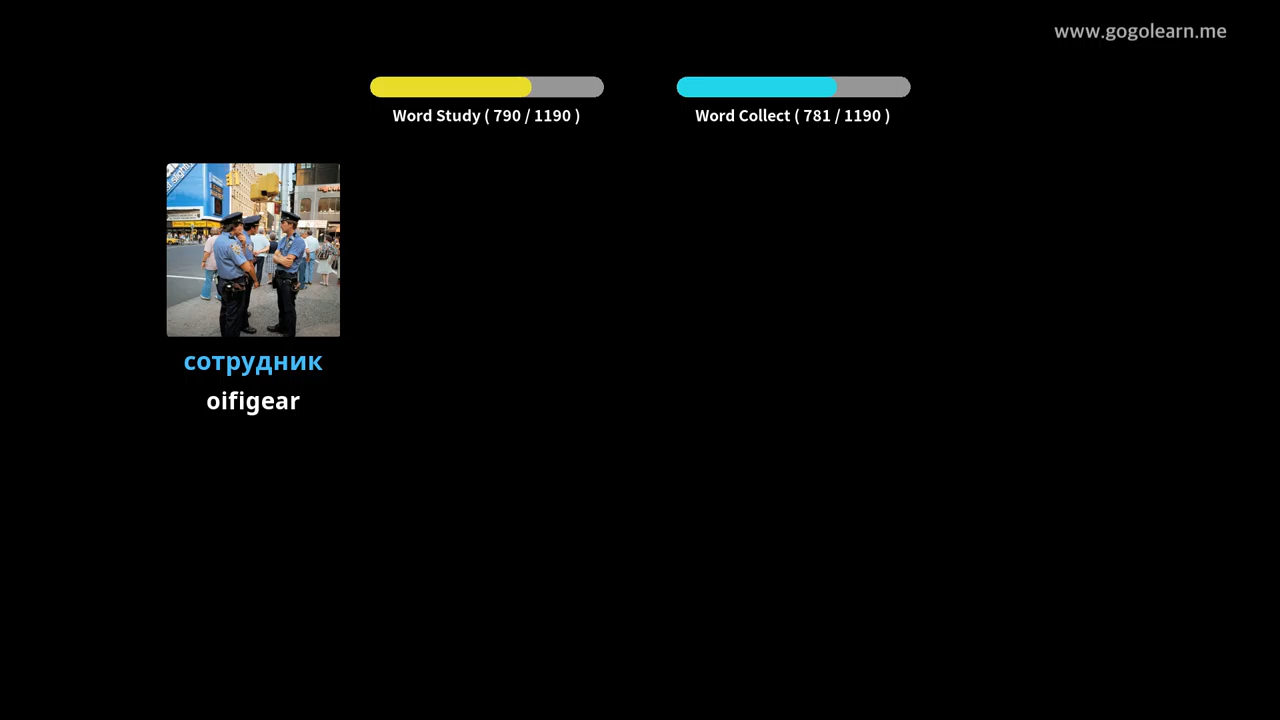 www.gogolearn.me
Word Study ( 790 / 1190 )
Word Collect ( 781 / 1190 )
сотрудник
oifigear